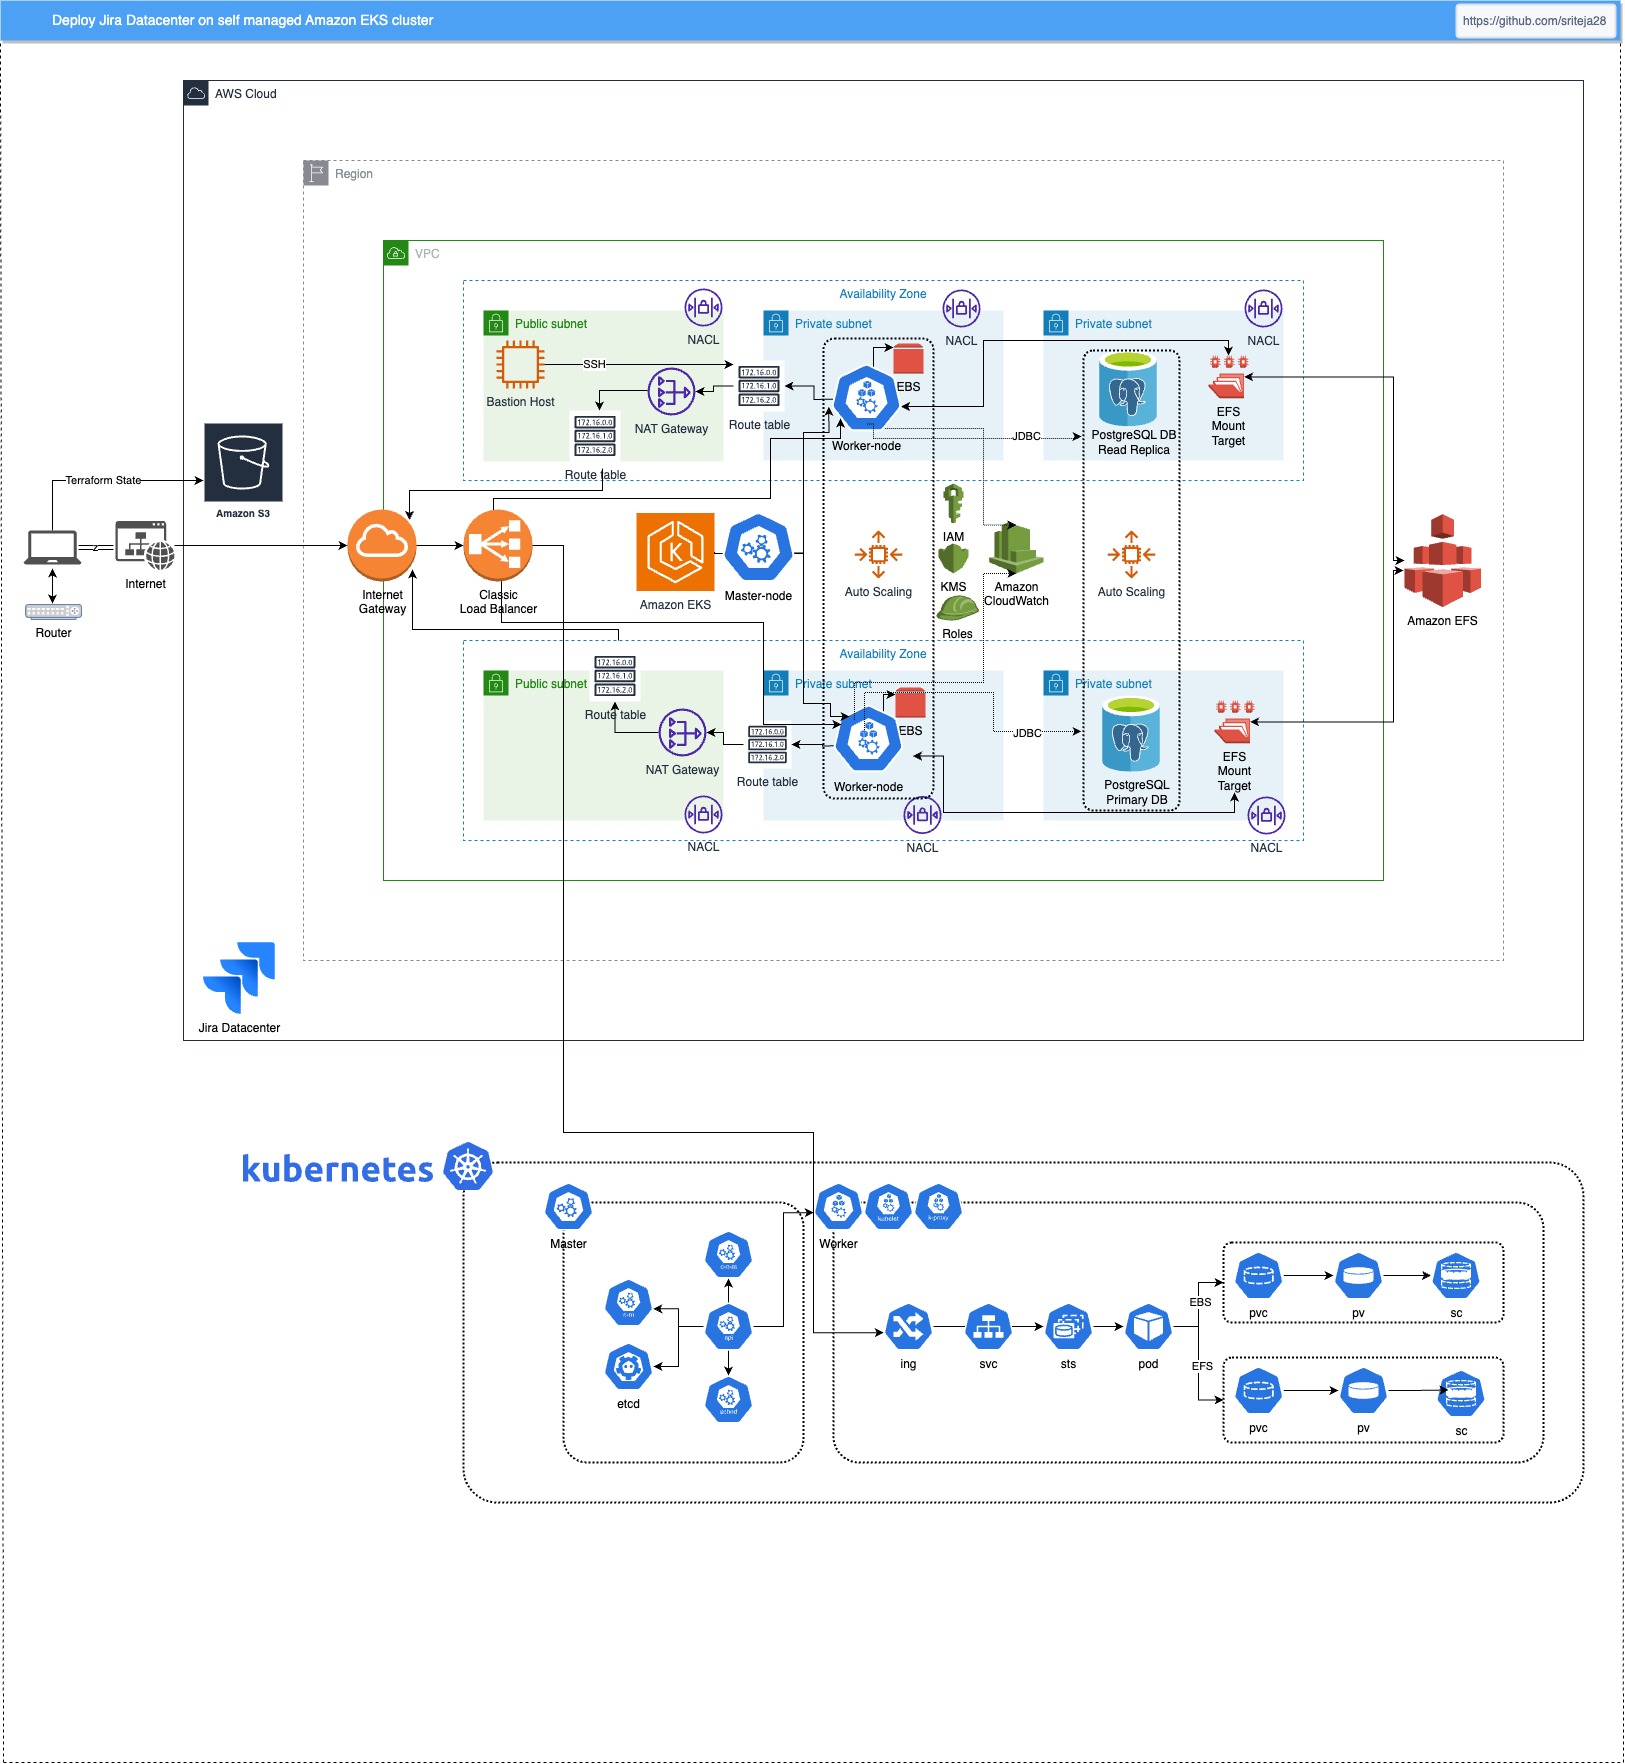 Deploy Jira Datacenter on self managed Amazon EKS cluster
https://github.com/sriteja28
AWS Cloud
Region
VPC
Availability Zone
Public subnet
NACL
Private subnet
NACL
Private subnet
NACL
Bastion Host
SSH
NAT Gateway
172.16.0.0
172.16.1.0
172.16.2.0
Route table
172.16.0.0
172.16.1.0
172.16.2.0
Route table
EBS
Worker-node
JDBC
PostgreSQL DB
Read Replica
EFS
Mount
Target
Terraform State
Amazon S3
Internet
Router
Internet
Gateway
Classic
Load Balancer
Amazon EKS
Master-node
Auto Scaling
IAM
KMS
Roles
Amazon
CloudWatch
Auto Scaling
Amazon EFS
Availability Zone
Public subnet
172.16.0.0
172.16.1.0
172.16.2.0
Route table
NAT Gateway
NACL
Private subnet
172.16.0.0
172.16.1.0
172.16.2.0
Route table
EBS
Worker-node
NACL
JDBC
Private subnet
PostgreSQL
Primary DB
EFS
Mount
Target
NACL
Jira Datacenter
kubernetes
Master
c-c-m
c-m
api
etcd
sched
Worker
kubelet
k-proxy
ing
svc
sts
pod
EBS
pvc
pv
sc
EFS
pvc
pv
sc